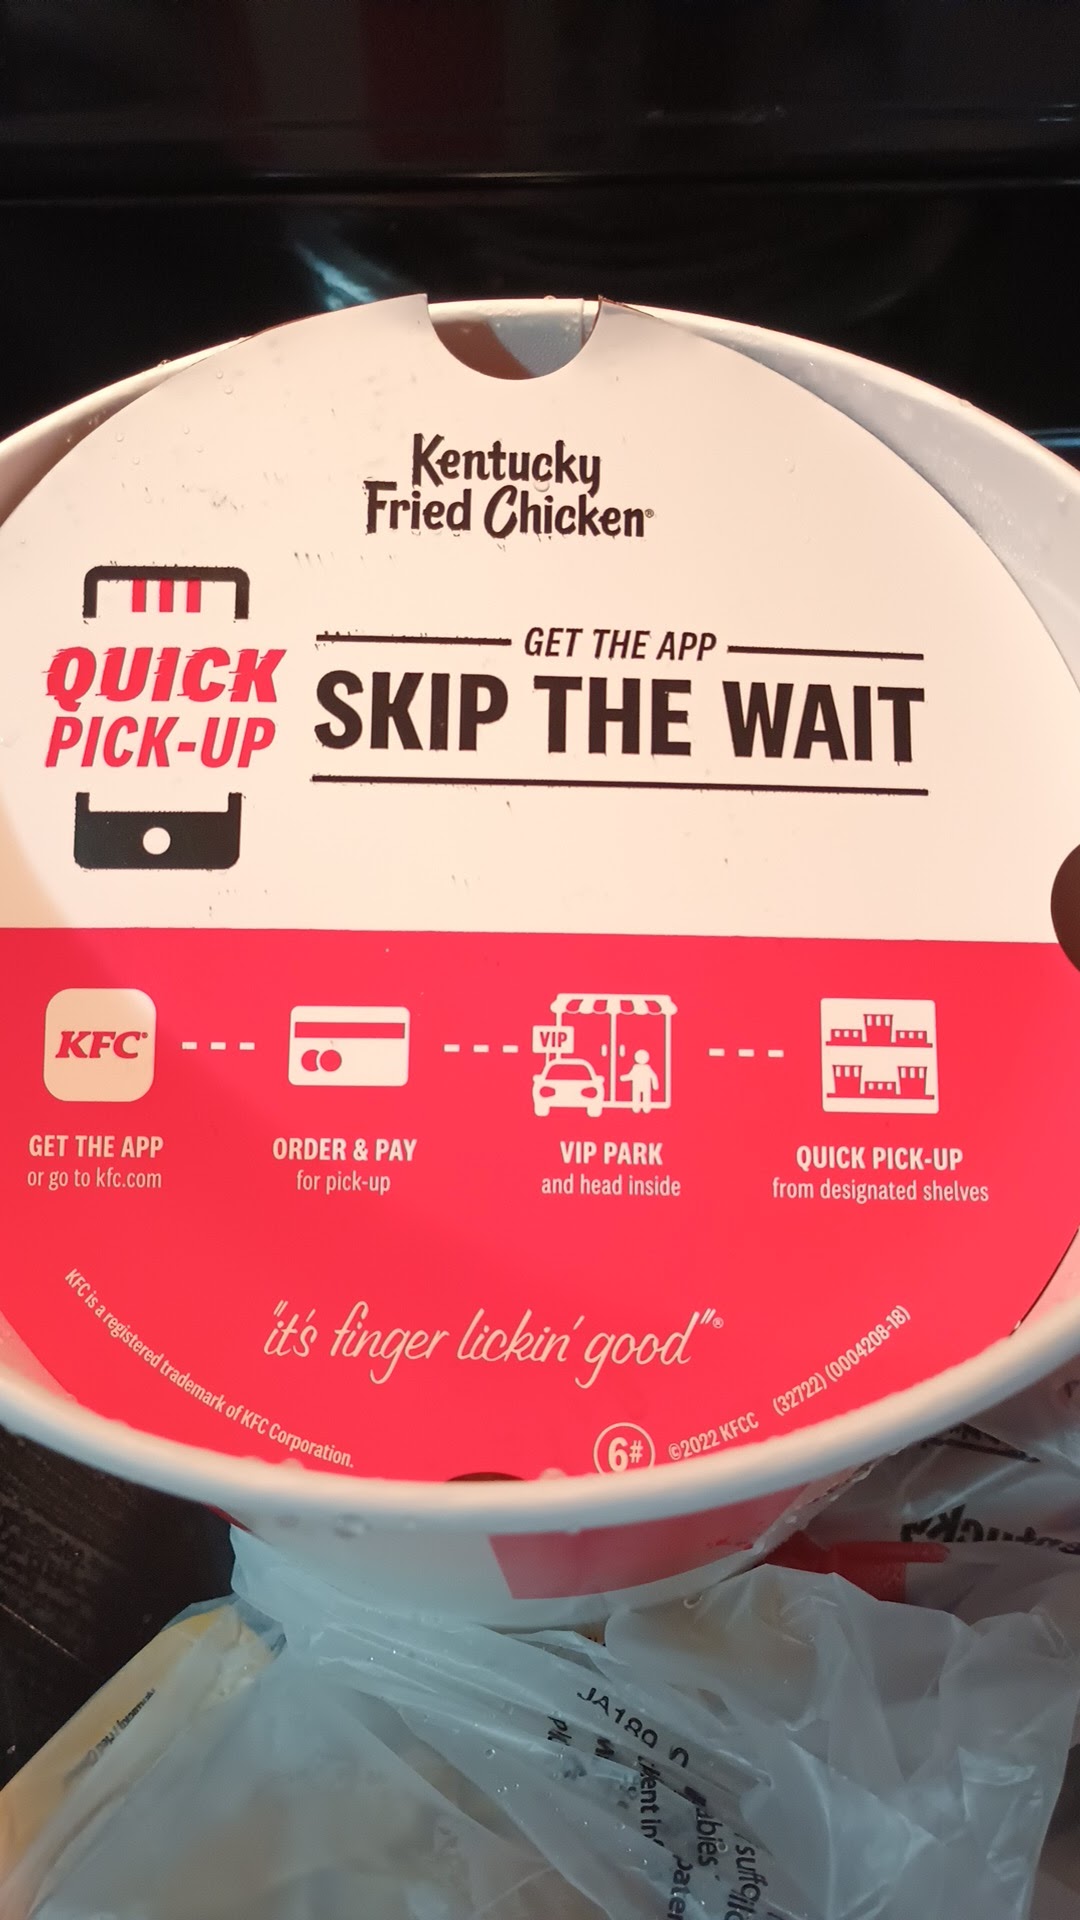 Kentucky
Fried Chicken®
QUICK
PICK-UP
GET THE APP
SKIP THE WAIT
KFC®
VIP
GET THE APP
or go to kfc.com
ORDER & PAY
for pick-up
VIP PARK
and head inside
QUICK PICK-UP
from designated shelves
"it's finger lickin' good"®
KFC is a registered trademark of KFC Corporation.
6#
©2022 KFCC (32722) (0004208-18)